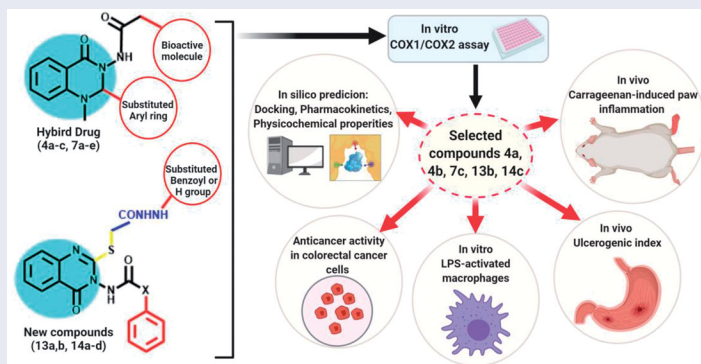 O
O
NH
N
N
Bioactive
molecule
Substituted
Aryl ring
Hybird Drug
(4a-c, 7a-e)
Substituted
Benzoyl or
H group
CONHNH
S
N
N
NH
O
O
X
New compounds
(13a,b, 14a-d)
In vitro
COX1/COX2 assay
In silico predicion:
Docking, Pharmacokinetics,
Physicochemical properities
In vivo
Carrageenan-induced paw
inflammation
Selected
compounds 4a,
4b, 7c, 13b, 14c
Anticancer activity
in colorectal cancer
cells
In vitro
LPS-activated
macrophages
In vivo
Ulcerogenic index